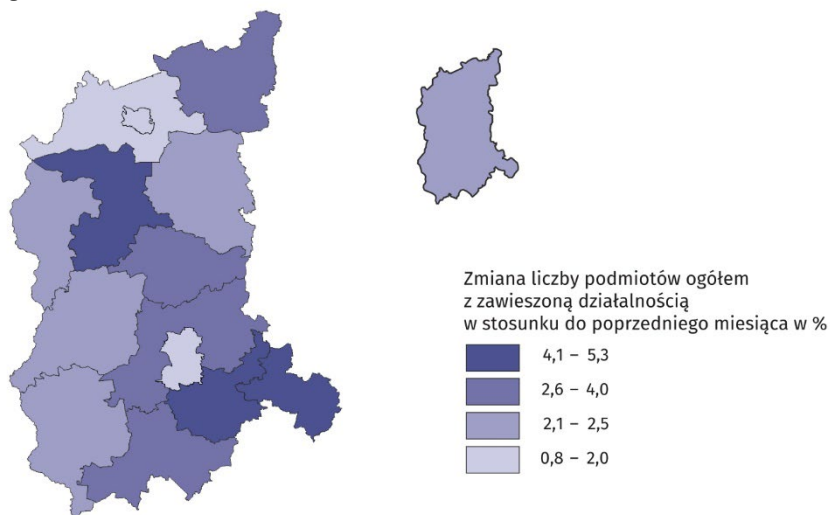 Zmiana liczby podmiotów ogółem
z zawieszoną działalnością
w stosunku do poprzedniego miesiąca w %
4,1 – 5,3
2,6 – 4,0
2,1 – 2,5
0,8 – 2,0